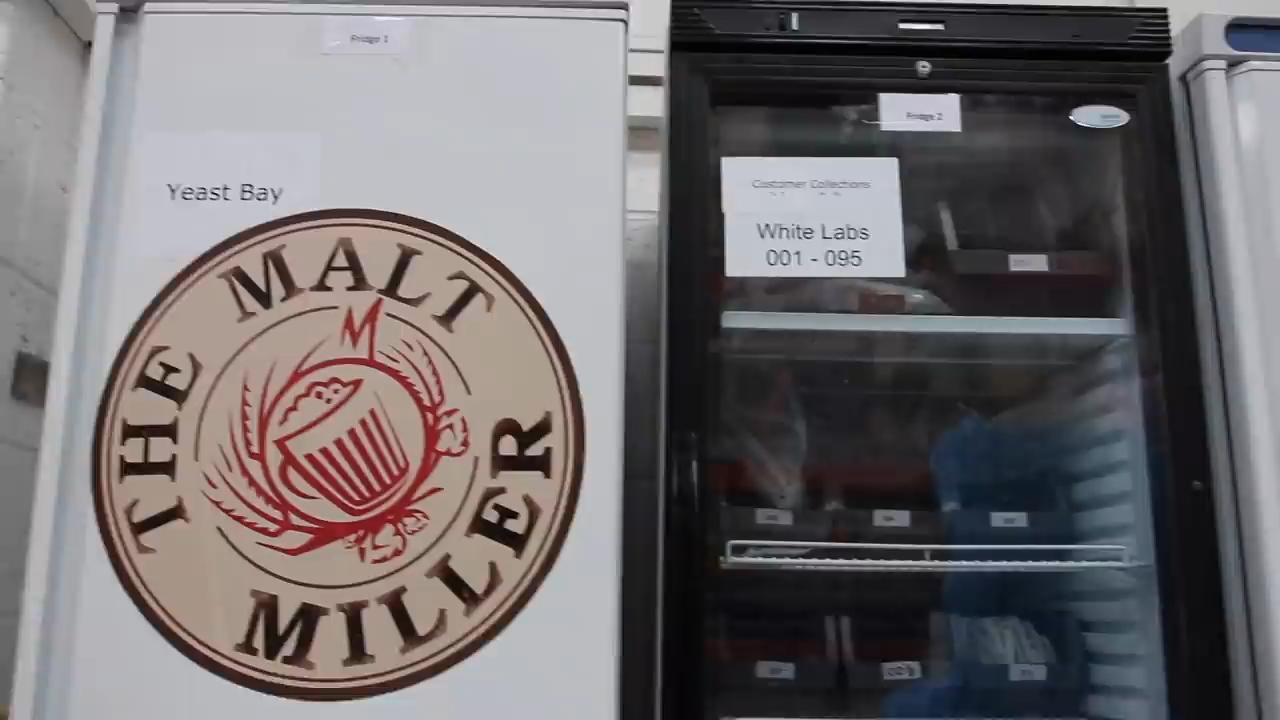 Fridge 1
Yeast Bay
THE MALT MILLER
Fridge 2
Customer Collections
White Labs
001 - 095